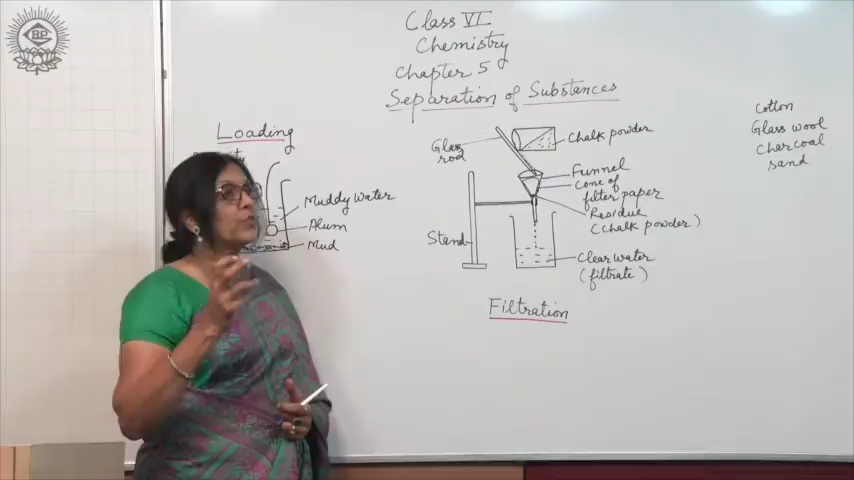 CBP
Class VI
Chemistry
Chapter 5
Separation of Substances
Loading
Muddy water
Alum
Mud
Glass rod
Chalk powder
Funnel
Cone of filter paper
Residue
(Chalk powder)
Stand
Clear water
(filtrate)
Filtration
Cotton
Glass wool
Charcoal
sand